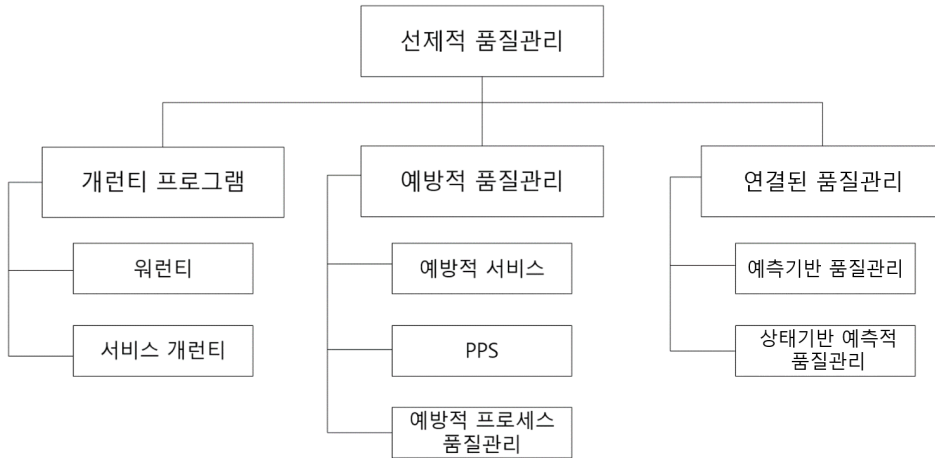 선제적 품질관리
개런티 프로그램
예방적 품질관리
연결된 품질관리
워런티
예방적 서비스
예측기반 품질관리
서비스 개런티
PPS
상태기반 예측적
품질관리
예방적 프로세스
품질관리